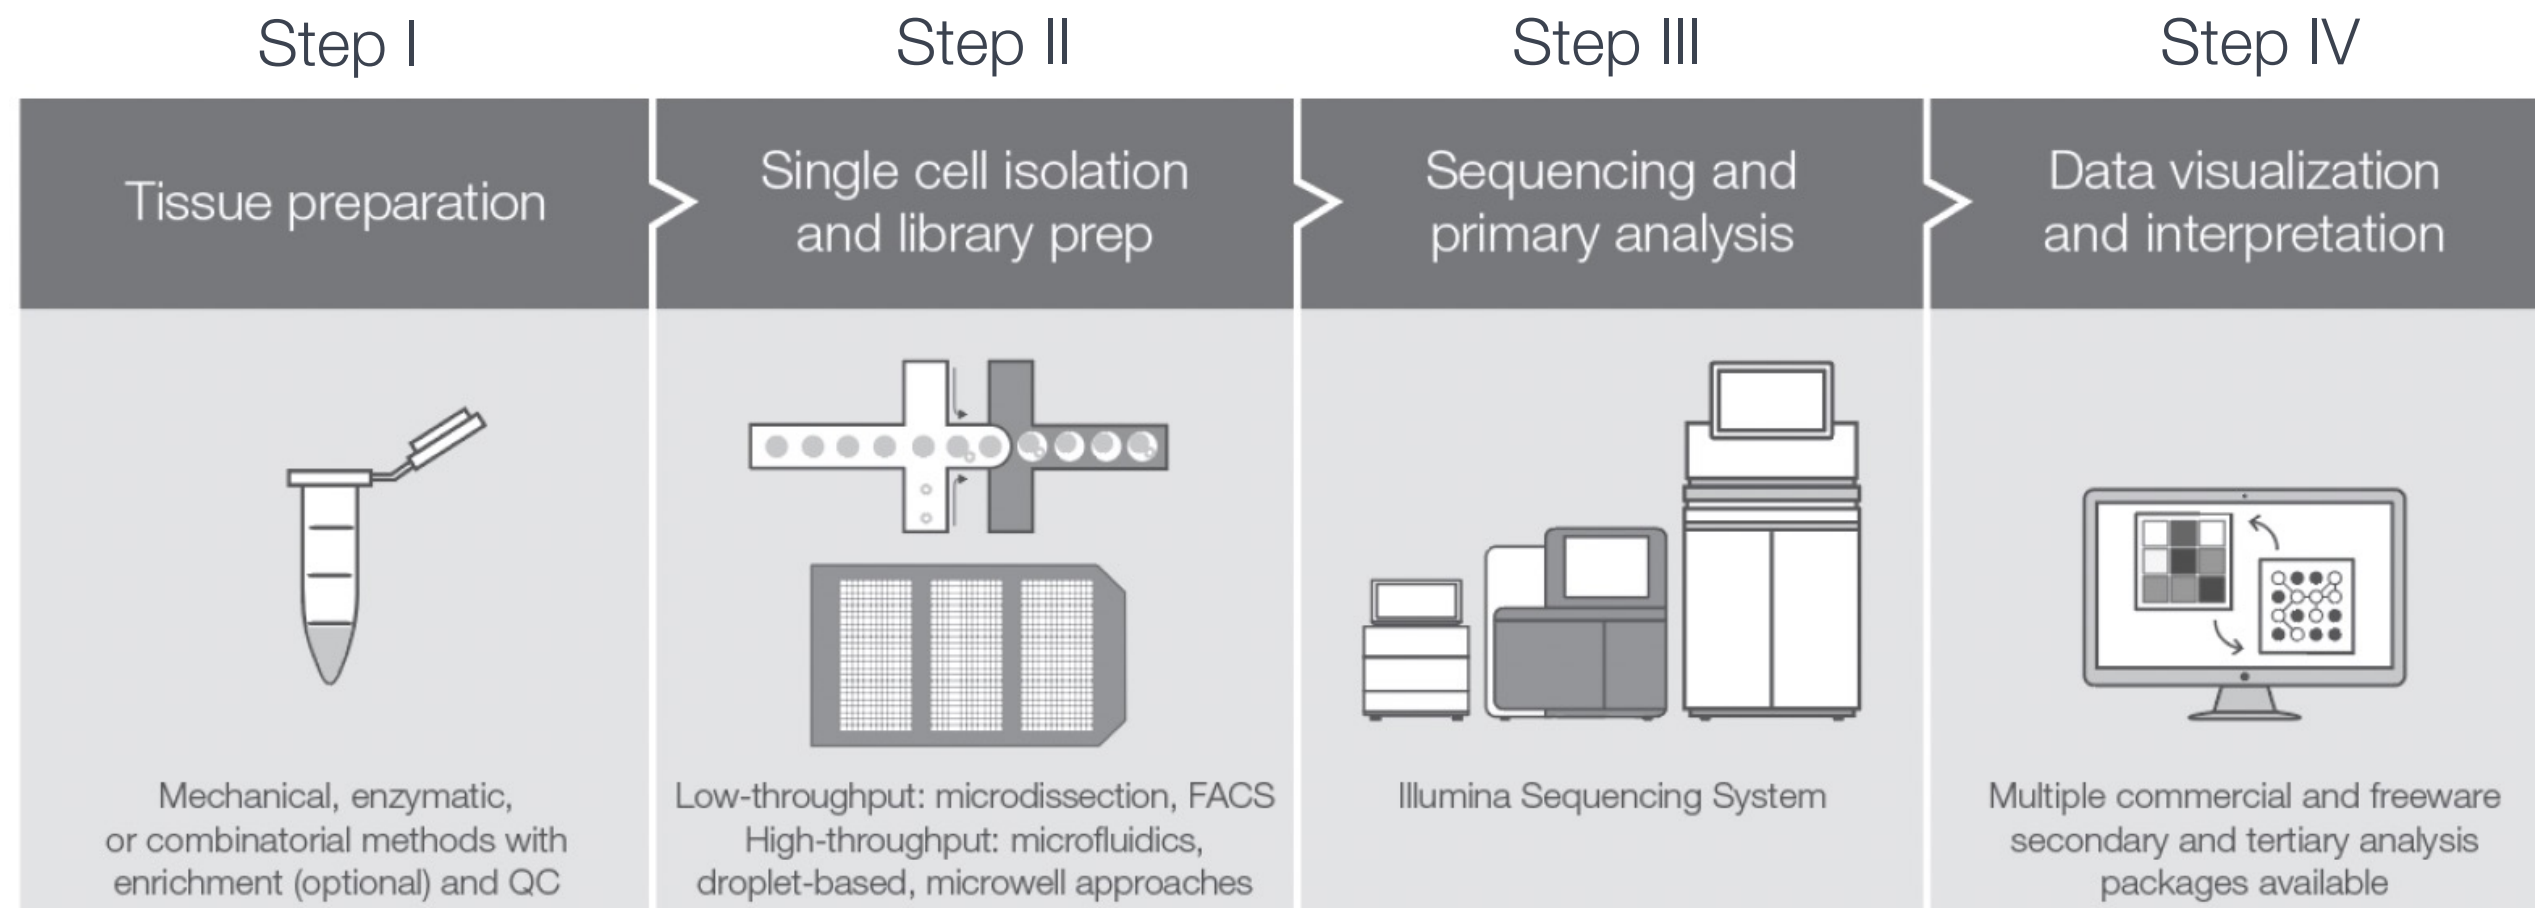 Step I
Step II
Step III
Step IV
Tissue preparation
Single cell isolation
and library prep
Sequencing and
primary analysis
Data visualization
and interpretation
Mechanical, enzymatic,
or combinatorial methods with
enrichment (optional) and QC
Low-throughput: microdissection, FACS
High-throughput: microfluidics,
droplet-based, microwell approaches
Illumina Sequencing System
Multiple commercial and freeware
secondary and tertiary analysis
packages available